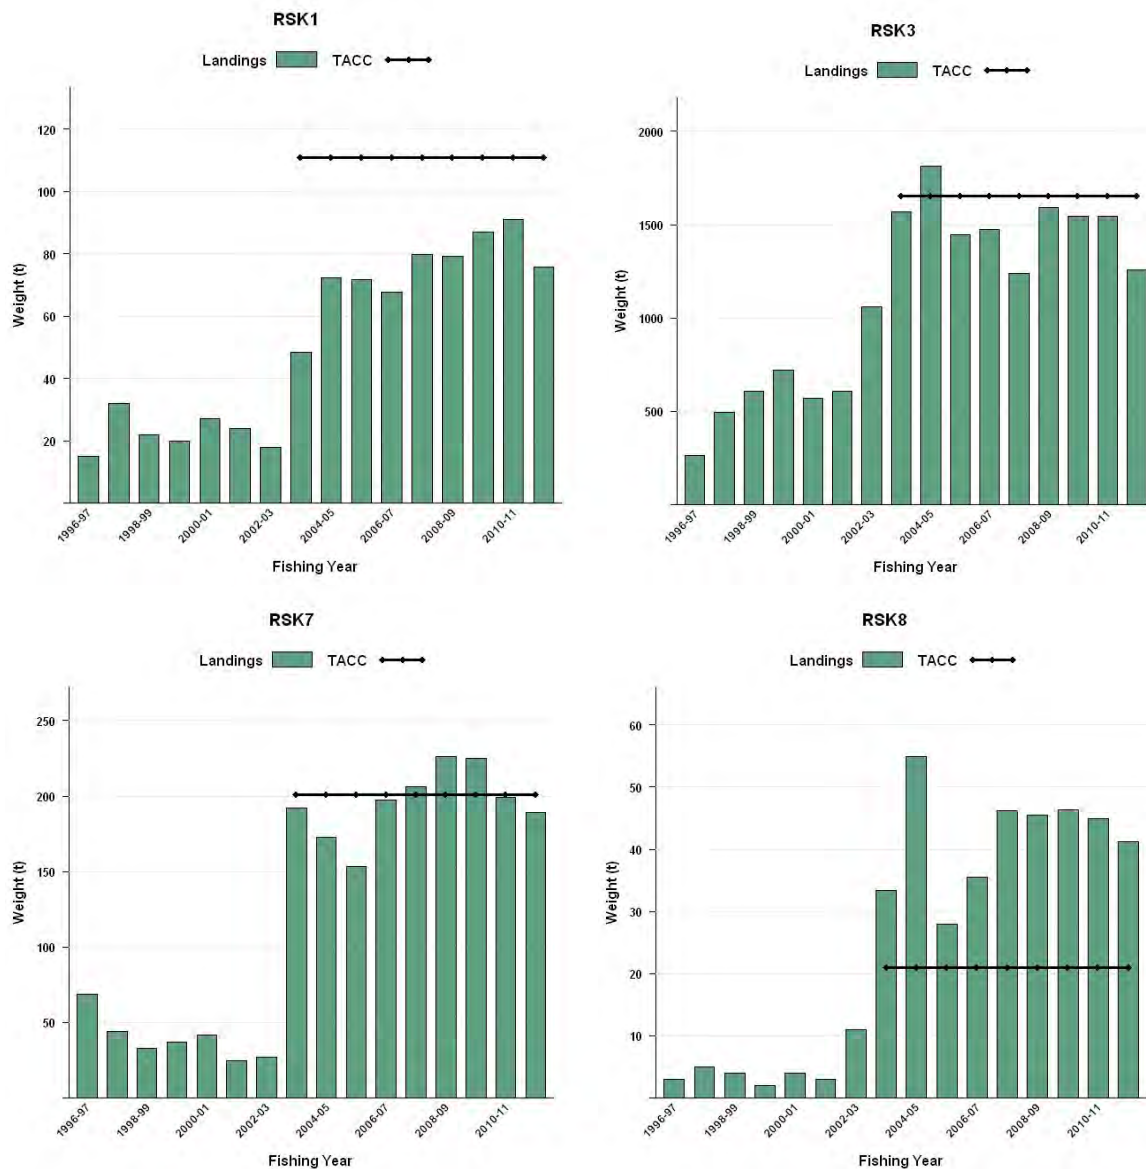 RSK1
Landings TACC
Weight (t)
120
100
80
60
40
20
1996-97 1998-99 2000-01 2002-03 2004-05 2006-07 2008-09 2010-11
Fishing Year
RSK3
Landings TACC
Weight (t)
2000
1500
1000
500
1996-97 1998-99 2000-01 2002-03 2004-05 2006-07 2008-09 2010-11
Fishing Year
RSK7
Landings TACC
Weight (t)
250
200
150
100
50
1996-97 1998-99 2000-01 2002-03 2004-05 2006-07 2008-09 2010-11
Fishing Year
RSK8
Landings TACC
Weight (t)
60
50
40
30
20
10
1996-97 1998-99 2000-01 2002-03 2004-05 2006-07 2008-09 2010-11
Fishing Year